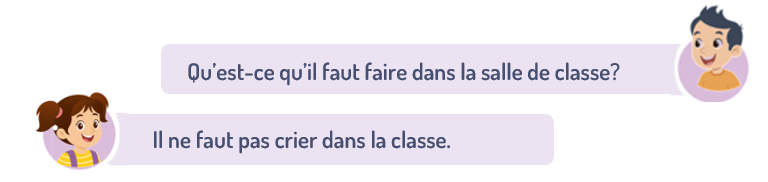 Qu'est-ce qu'il faut faire dans la salle de classe?
Il ne faut pas crier dans la classe.